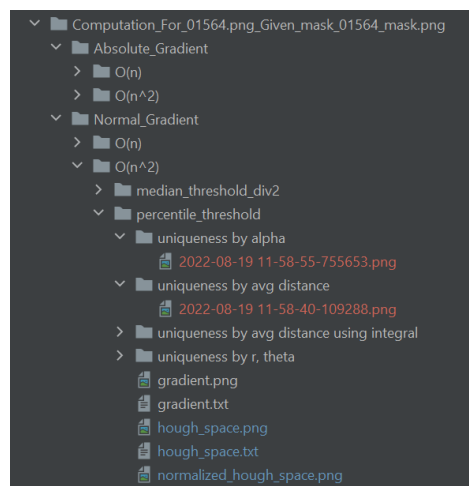 Computation_For_01564.png_Given_mask_01564_mask.png
Absolute_Gradient
O(n)
O(n^2)
Normal_Gradient
O(n)
O(n^2)
median_threshold_div2
percentile_threshold
uniqueness by alpha
2022-08-19 11-58-55-755653.png
uniqueness by avg distance
2022-08-19 11-58-40-109288.png
uniqueness by avg distance using integral
uniqueness by r, theta
gradient.png
gradient.txt
hough_space.png
hough_space.txt
normalized_hough_space.png